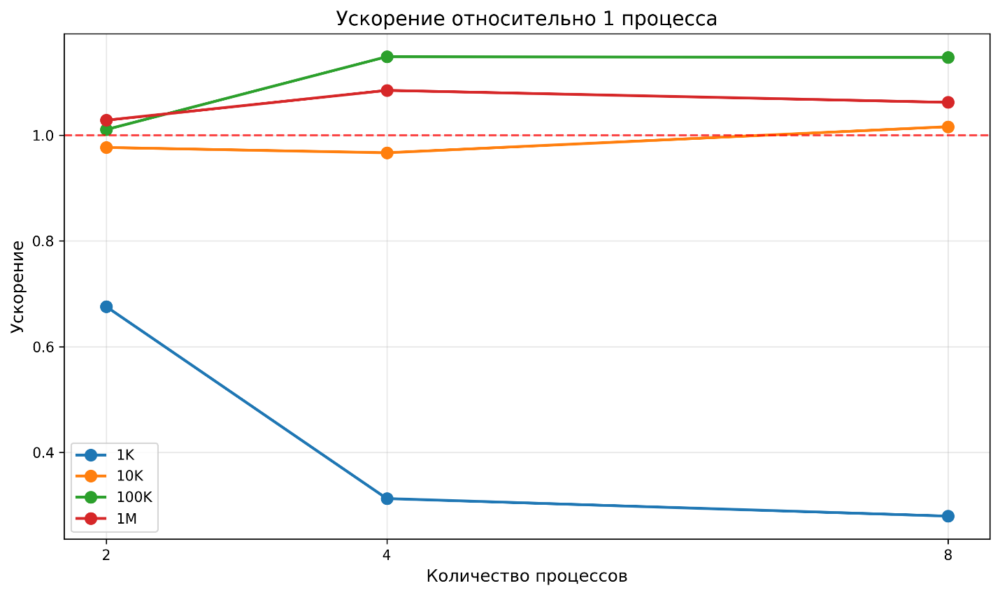 Ускорение относительно 1 процесса
Ускорение
1.0
0.8
0.6
0.4
1K
10K
100K
1M
2 4 8
Количество процессов